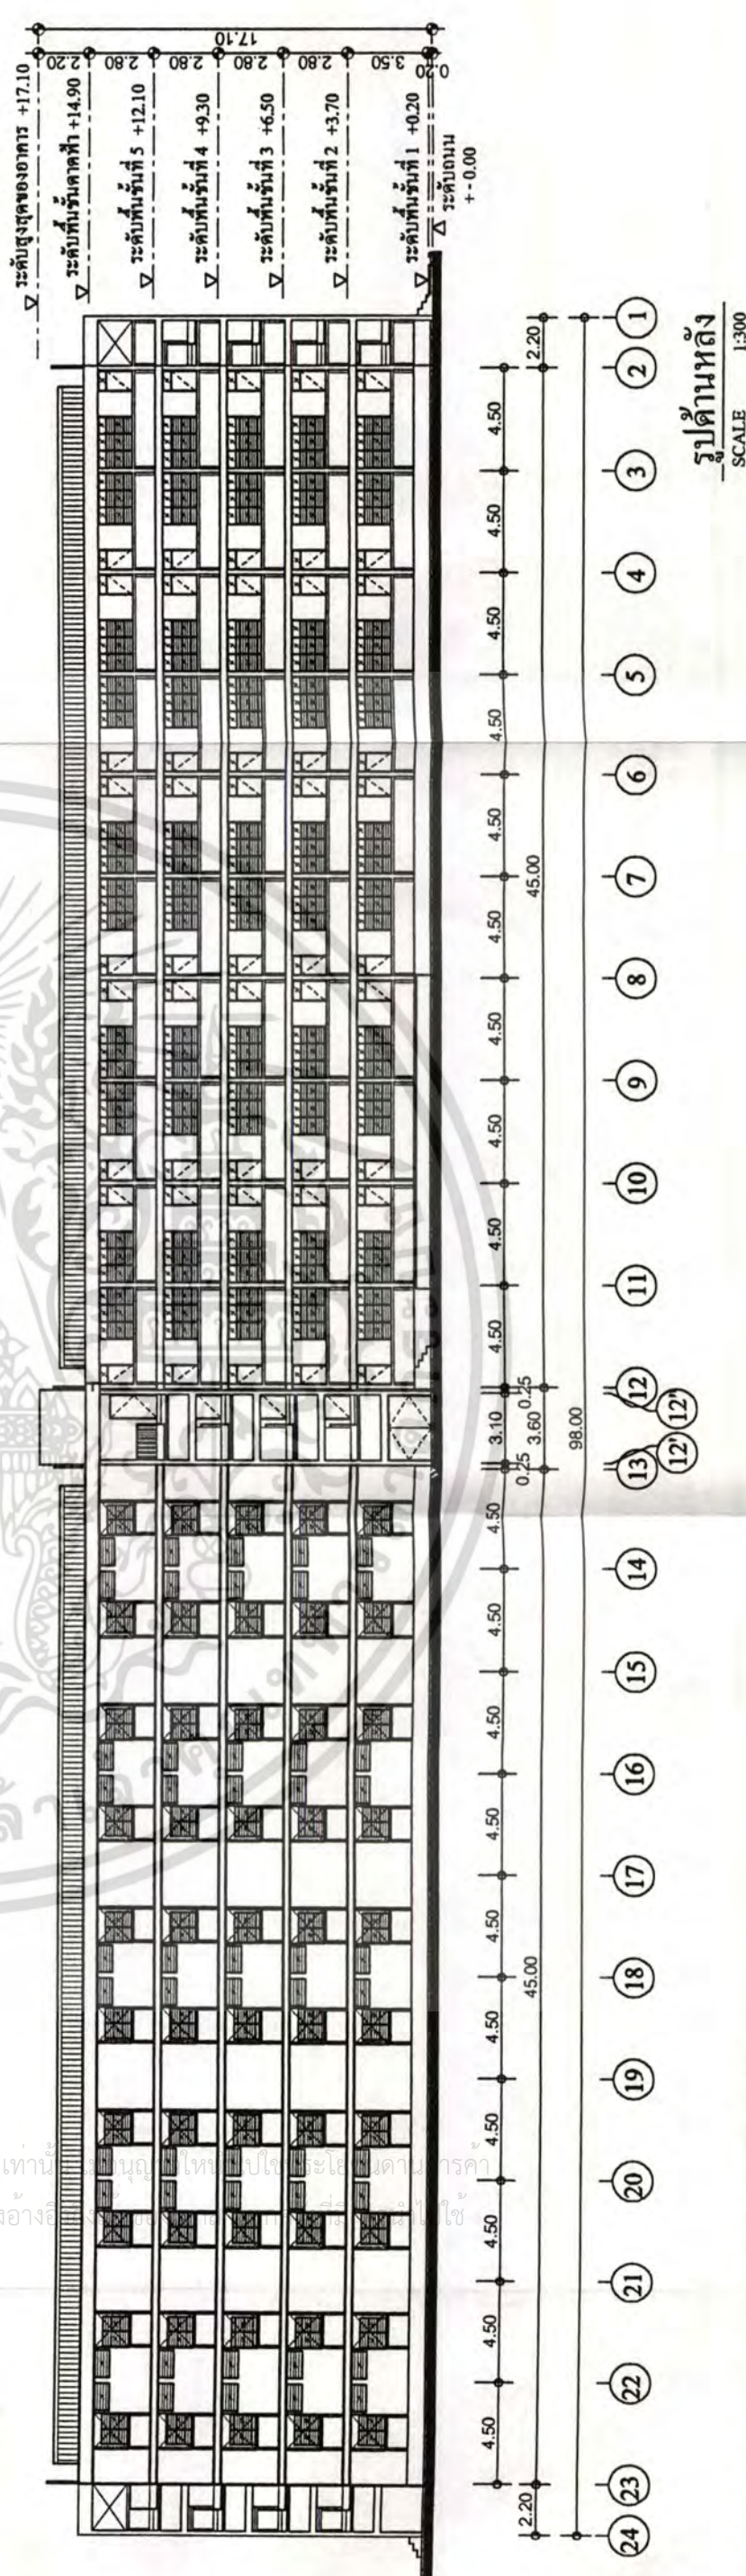 ระดับสูงสุดของอาคาร +17.10
ระดับพื้นชั้นดาดฟ้า +14.90
ระดับพื้นชั้นที่ 5 +12.10
ระดับพื้นชั้นที่ 4 +9.30
ระดับพื้นชั้นที่ 3 +6.50
ระดับพื้นชั้นที่ 2 +3.70
ระดับพื้นชั้นที่ 1 +0.20
ระดับถนน
+ - 0.00
17.10
2.20 2.80 2.80 2.80 2.80 3.50 0.20
4.50 4.50 4.50 4.50 4.50 4.50 4.50 4.50 4.50 4.50 0.25 3.10 0.25 4.50 4.50 4.50 4.50 4.50 4.50 4.50 4.50 4.50 4.50
2.20 45.00 3.60 45.00 2.20
98.00
24 23 22 21 20 19 18 17 16 15 14 13 12' 12" 12 11 10 9 8 7 6 5 4 3 2 1
รูปด้านหลัง
SCALE 1:300